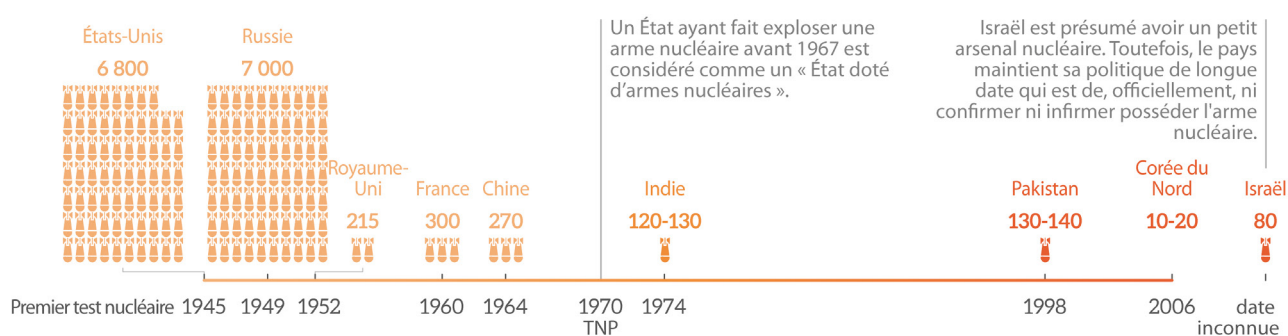 États-Unis
6 800
Russie
7 000
Royaume-
Uni
215
France
300
Chine
270
Un État ayant fait exploser une
arme nucléaire avant 1967 est
considéré comme un « État doté
d’armes nucléaires ».
Indie
120-130
Israël est présumé avoir un petit
arsenal nucléaire. Toutefois, le pays
maintient sa politique de longue
date qui est de, officiellement, ni
confirmer ni infirmer posséder l'arme
nucléaire.
Pakistan
130-140
Corée du
Nord
10-20
Israël
80
Premier test nucléaire 1945 1949 1952 1960 1964 1970 1974 1998 2006 date
TNP
inconnue